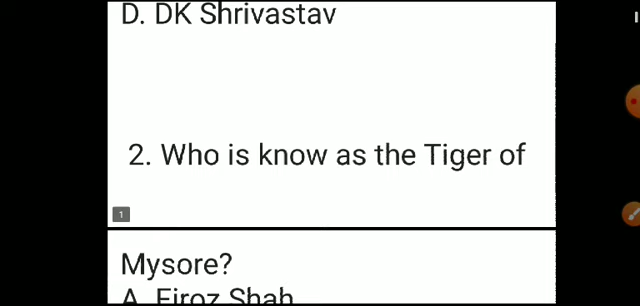 D. DK Shrivastav
2. Who is know as the Tiger of
1
Mysore?
A. Firoz Shah